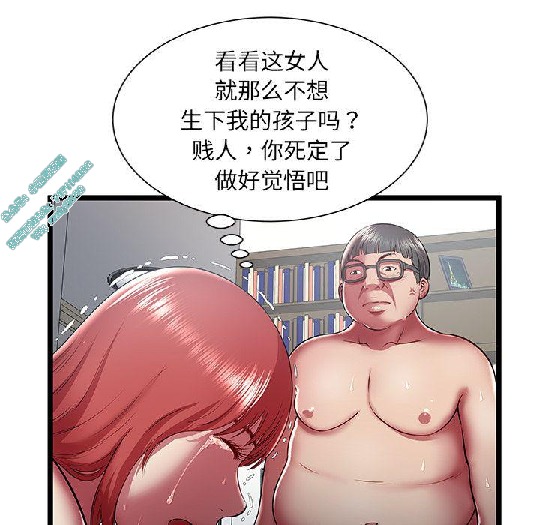 看看这女人
就那么不想
生下我的孩子吗？
贱人，你死定了
做好觉悟吧